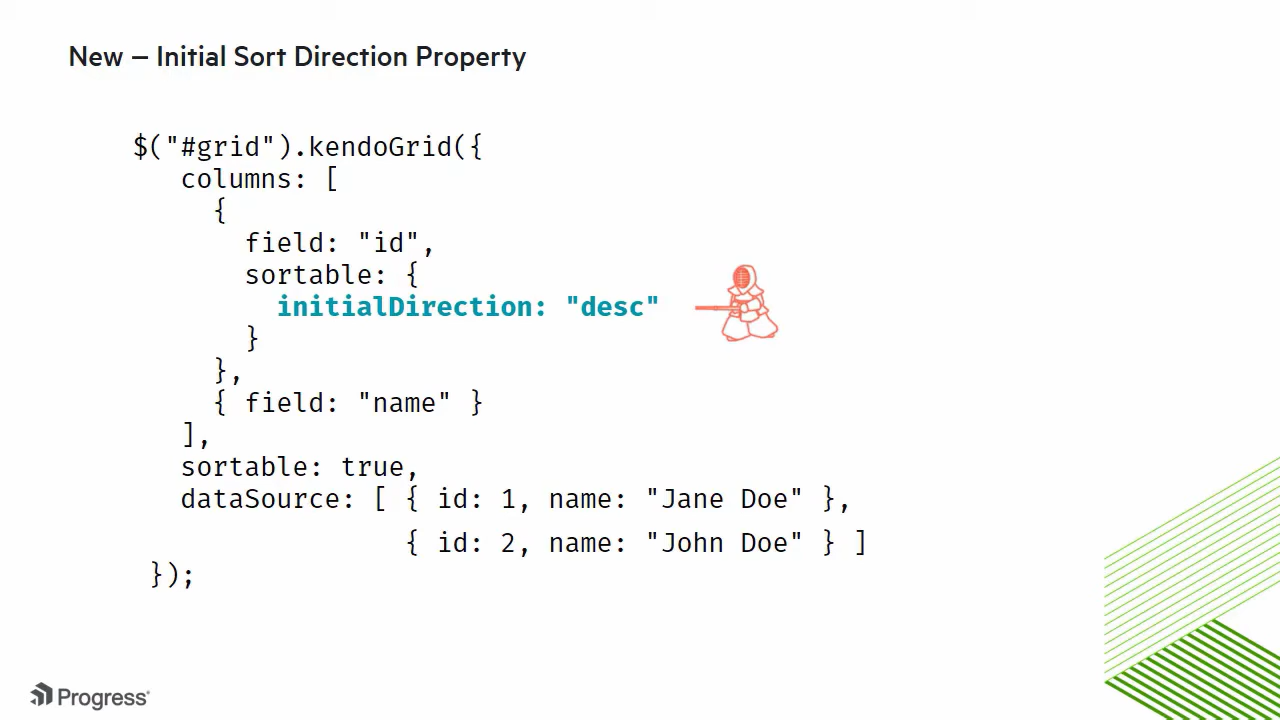 New – Initial Sort Direction Property
$("#grid").kendoGrid({
columns: [
{
field: "id",
sortable: {
initialDirection: "desc"
}
},
{ field: "name" }
],
sortable: true,
dataSource: [ { id: 1, name: "Jane Doe" },
{ id: 2, name: "John Doe" } ]
});
Progress